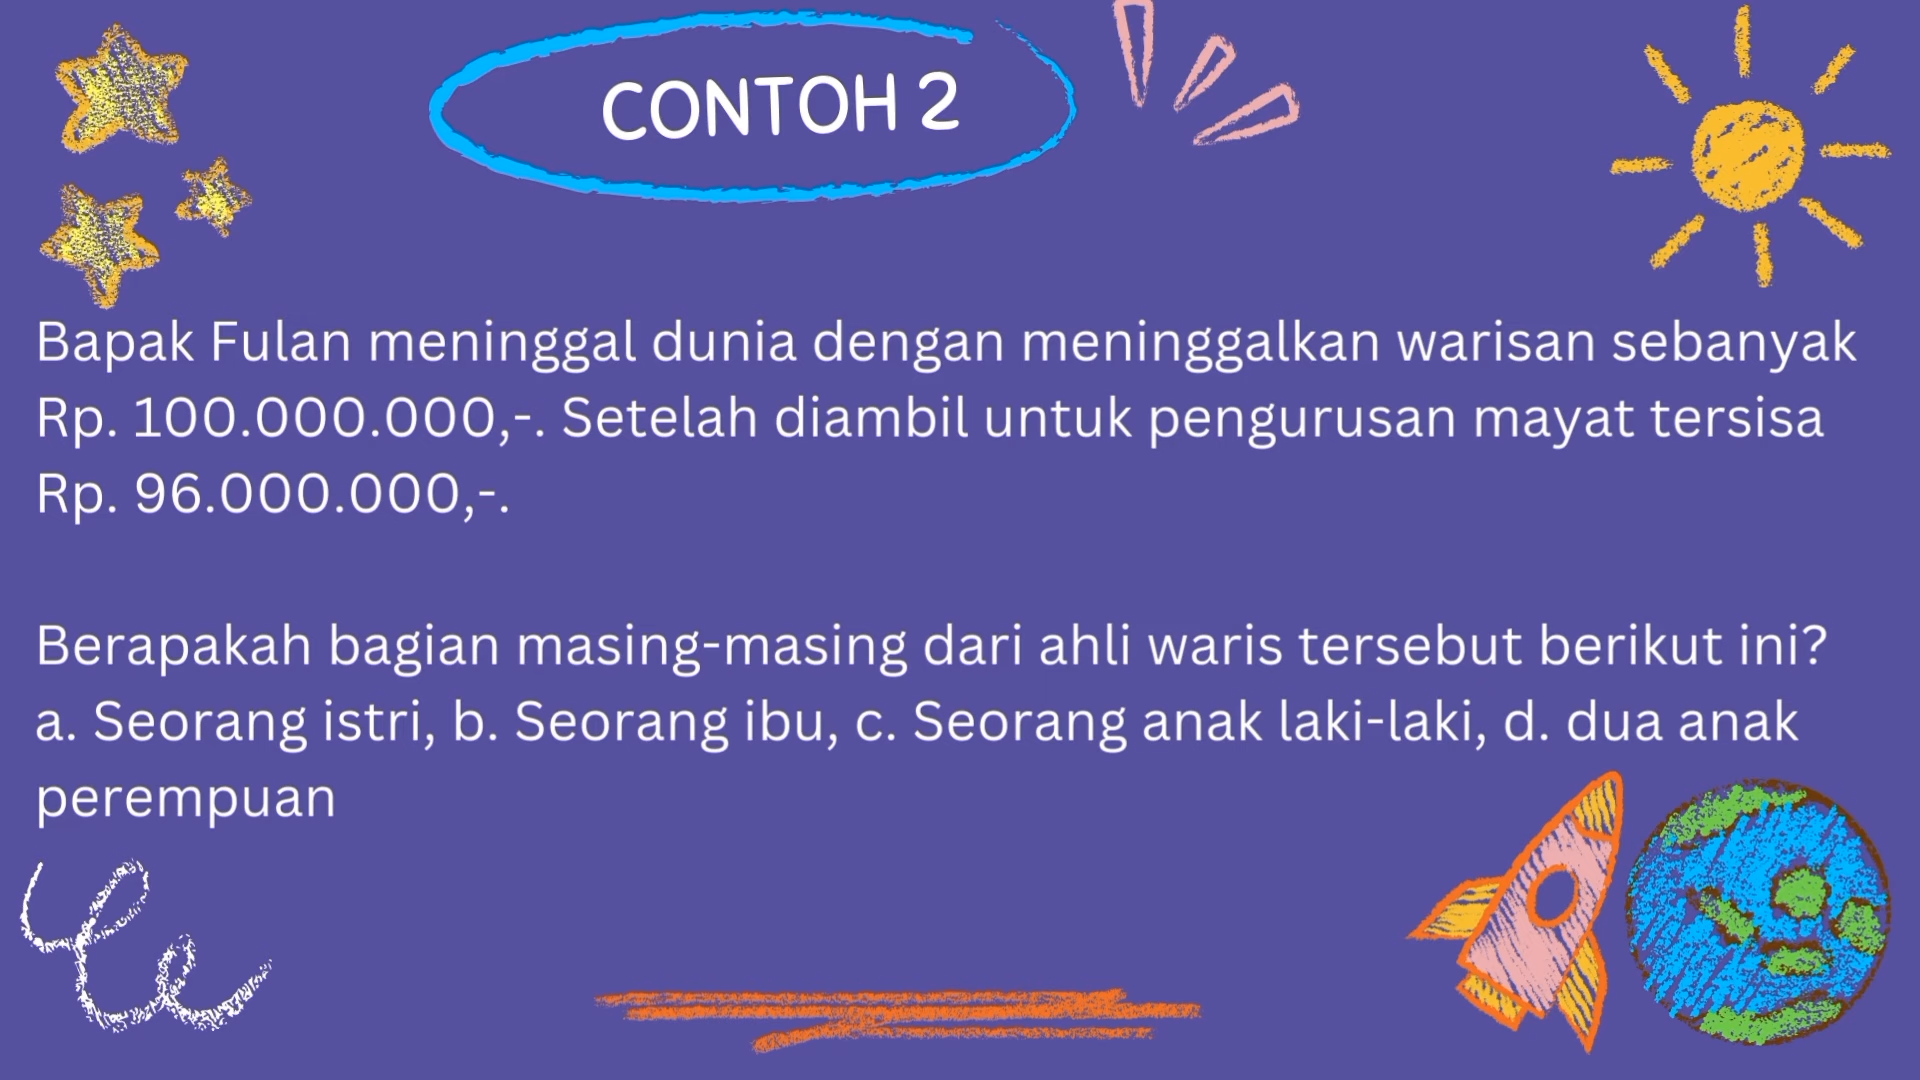 CONTOH 2
Bapak Fulan meninggal dunia dengan meninggalkan warisan sebanyak
Rp. 100.000.000,-. Setelah diambil untuk pengurusan mayat tersisa
Rp. 96.000.000,-.
Berapakah bagian masing-masing dari ahli waris tersebut berikut ini?
a. Seorang istri, b. Seorang ibu, c. Seorang anak laki-laki, d. dua anak
perempuan